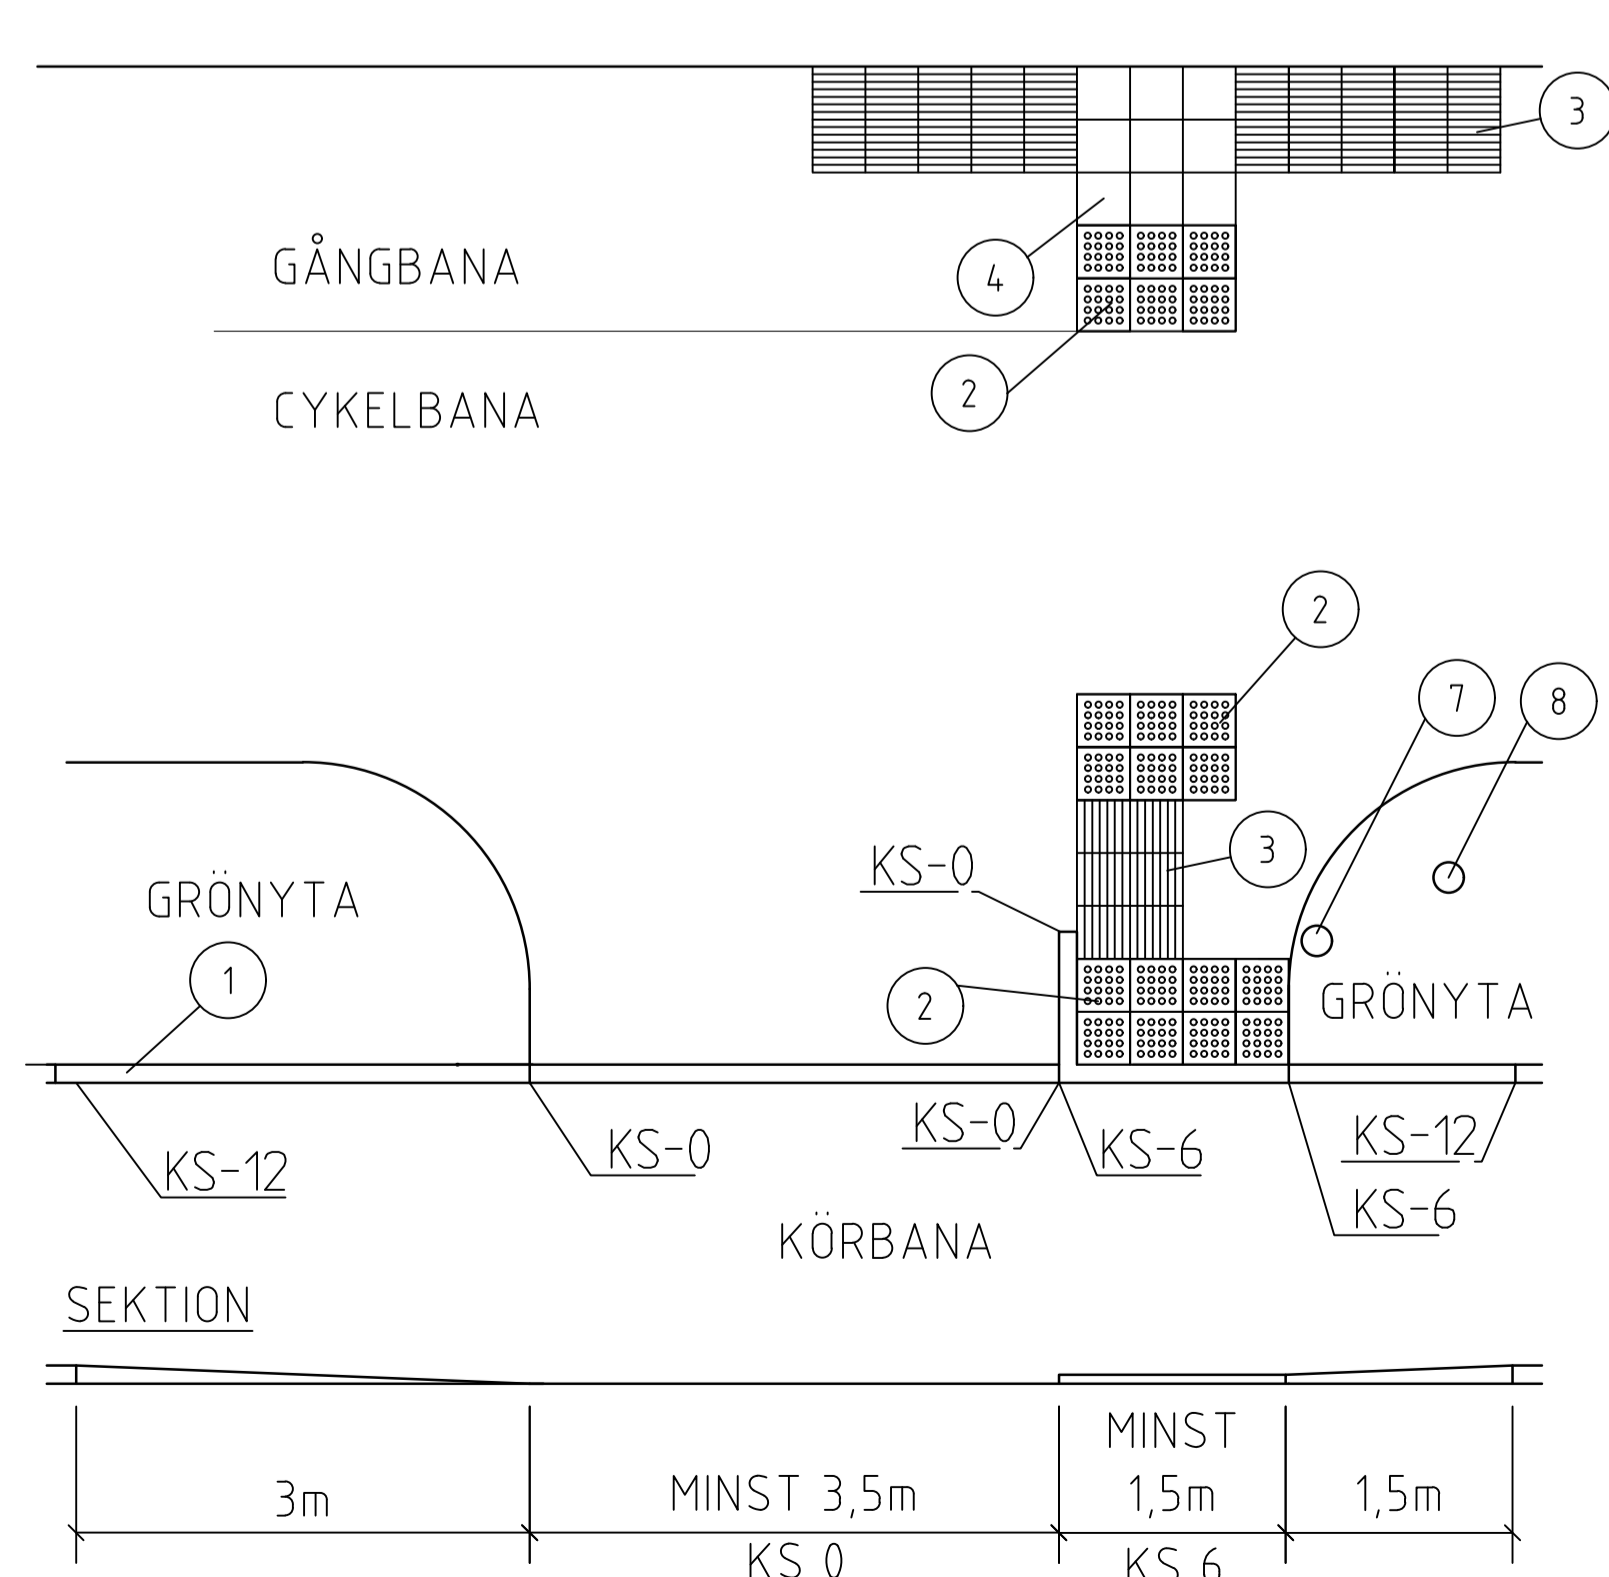 3
GÅNGBANA
4
2
CYKELBANA
2
7
8
KS-0
3
GRÖNYTA
1
2
GRÖNYTA
KS-12
KS-0
KS-0
KS-6
KS-12
KS-6
KÖRBANA
SEKTION
3m
MINST 3,5m
MINST
1,5m
1,5m
KS 0
KS 6